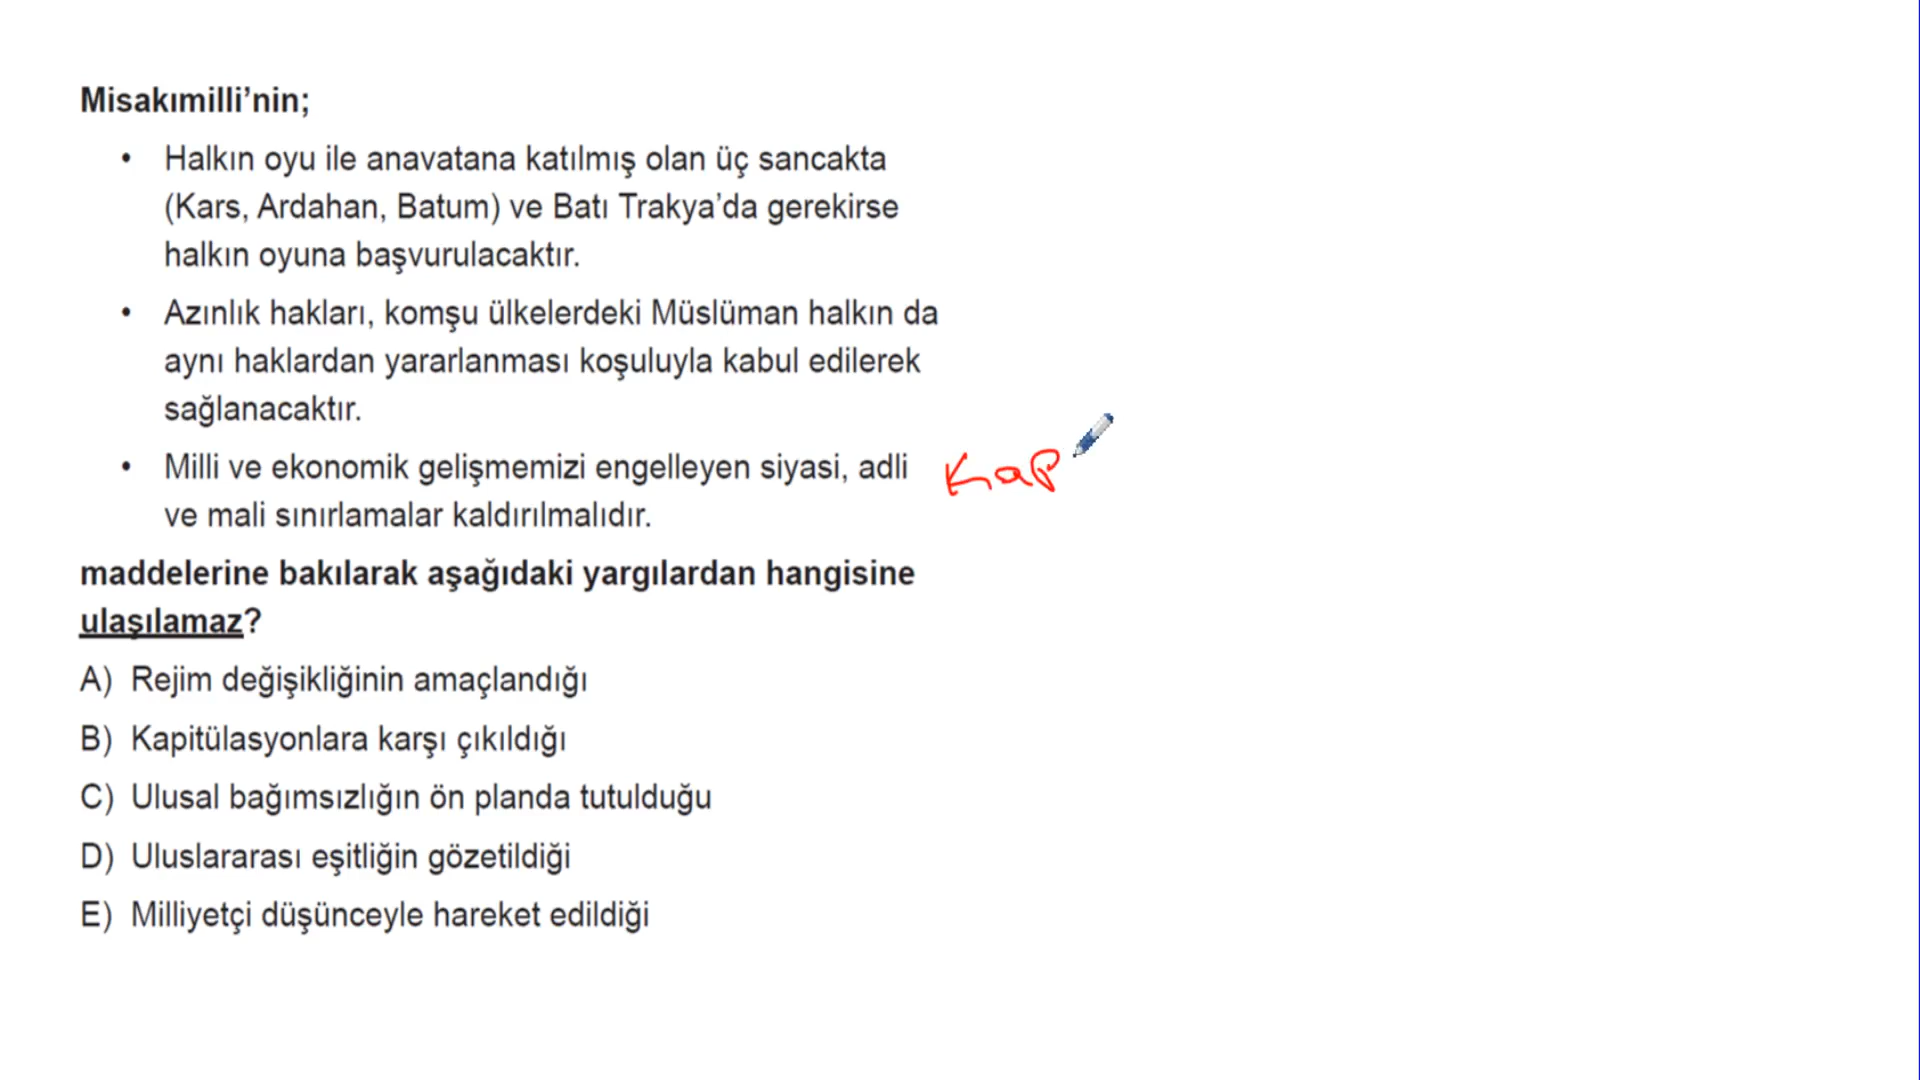 Misakımilli’nin;
• Halkın oyu ile anavatana katılmış olan üç sancakta
(Kars, Ardahan, Batum) ve Batı Trakya’da gerekirse
halkın oyuna başvurulacaktır.
• Azınlık hakları, komşu ülkelerdeki Müslüman halkın da
aynı haklardan yararlanması koşuluyla kabul edilerek
sağlanacaktır.
• Milli ve ekonomik gelişmemizi engelleyen siyasi, adli Kap
ve mali sınırlamalar kaldırılmalıdır.
maddelerine bakılarak aşağıdaki yargılardan hangisine
ulaşılamaz?
A) Rejim değişikliğinin amaçlandığı
B) Kapitülasyonlara karşı çıkıldığı
C) Ulusal bağımsızlığın ön planda tutulduğu
D) Uluslararası eşitliğin gözetildiği
E) Milliyetçi düşünceyle hareket edildiği